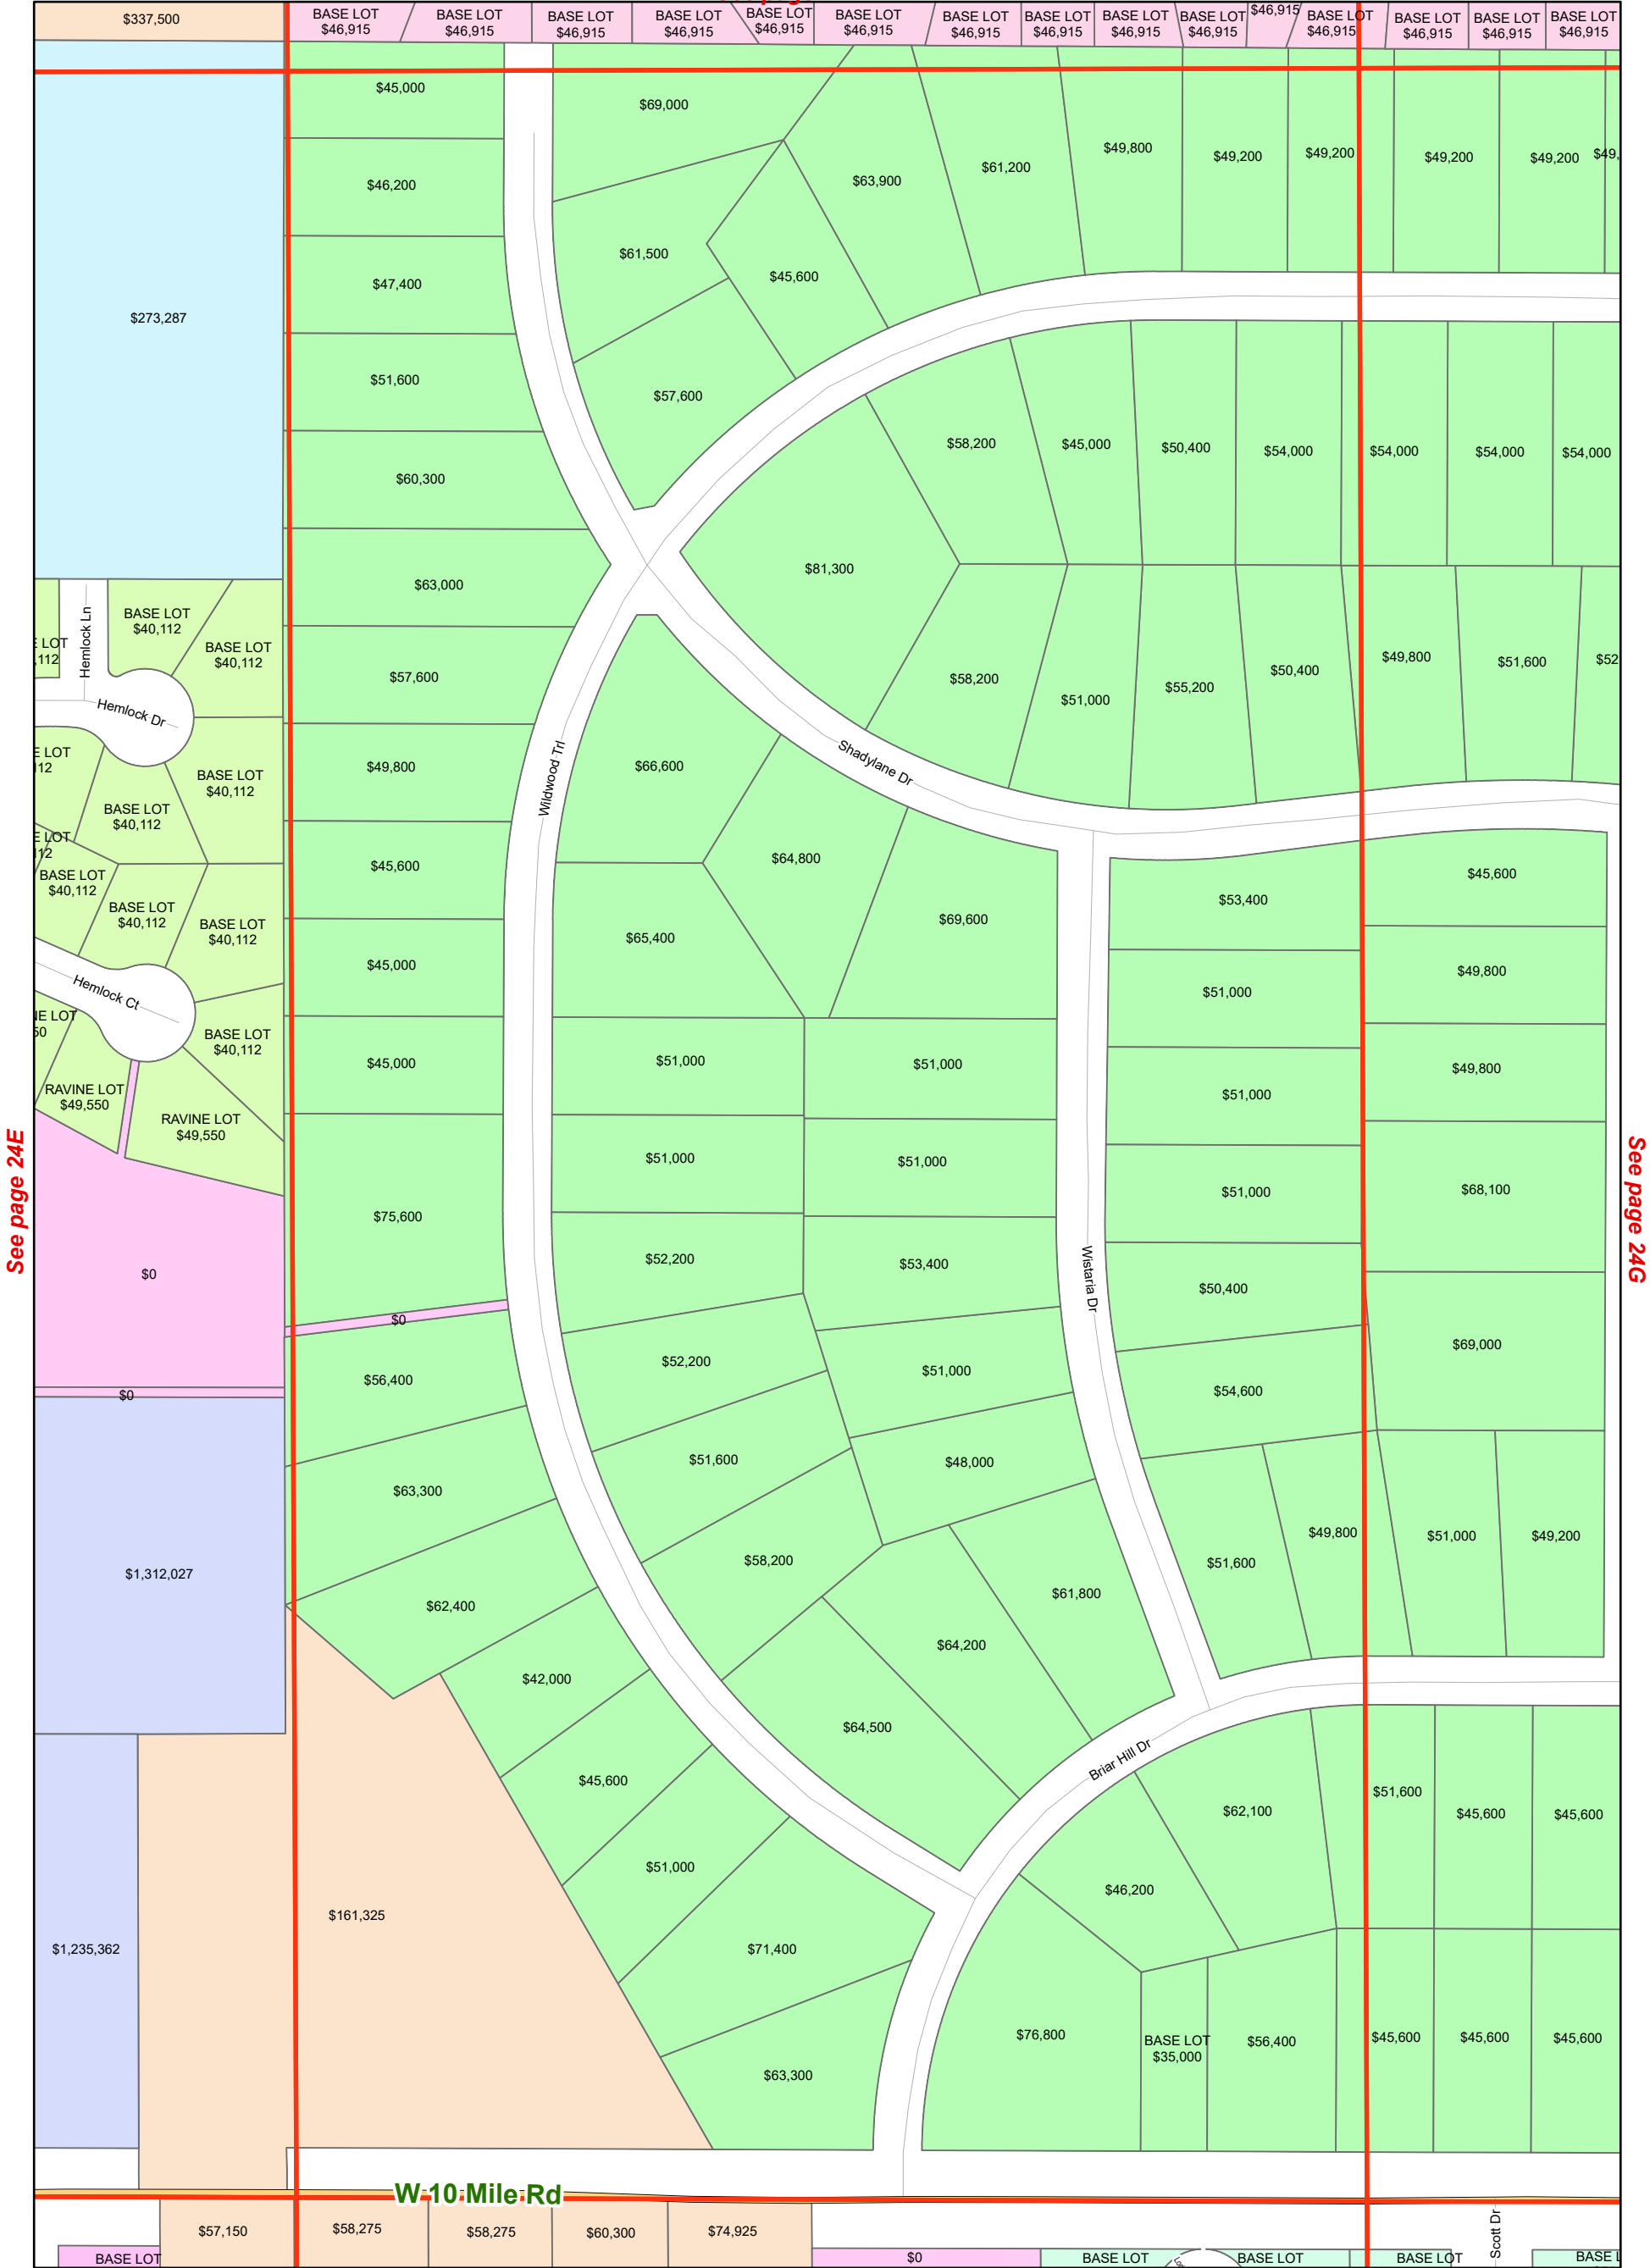 $337,500
BASE LOT
$46,915
BASE LOT
$46,915
BASE LOT
$46,915
BASE LOT
$46,915
BASE LOT
$46,915
BASE LOT
$46,915
BASE LOT
$46,915
BASE LOT
$46,915
BASE LOT
$46,915
BASE LOT
$46,915
$46,915
BASE LOT
$46,915
BASE LOT
$46,915
BASE LOT
$46,915
BASE LOT
$46,915
$45,000
$69,000
$46,200
$63,900
$61,200
$49,800
$49,200
$49,200
$49,200
$49,200
$49,
$47,400
$61,500
$45,600
$273,287
$51,600
$57,600
$60,300
$58,200
$45,000
$50,400
$54,000
$54,000
$54,000
$54,000
$63,000
$81,300
Hemlock Ln
BASE LOT
$40,112
BASE LOT
$40,112
E LOT
,112
Hemlock Dr
$57,600
$58,200
$51,000
$55,200
$50,400
$49,800
$51,600
$52
E LOT
112
BASE LOT
$40,112
BASE LOT
$40,112
$49,800
Wildwood Trl
$66,600
Shadylane Dr
E LOT
112
BASE LOT
$40,112
BASE LOT
$40,112
BASE LOT
$40,112
$45,600
$64,800
$65,400
$69,600
$53,400
$45,600
Hemlock Ct
$45,000
$51,000
$49,800
NE LOT
50
BASE LOT
$40,112
RAVINE LOT
$49,550
RAVINE LOT
$49,550
$45,000
$51,000
$51,000
$51,000
$49,800
See page 24E
$51,000
$51,000
$51,000
$68,100
See page 24G
$75,600
$52,200
$53,400
Wistaria Dr
$50,400
$0
$0
$0
$56,400
$52,200
$51,000
$54,600
$69,000
$63,300
$51,600
$48,000
$1,312,027
$62,400
$58,200
$61,800
$51,600
$49,800
$51,000
$49,200
$42,000
$64,200
$64,500
Briar Hill Dr
$45,600
$62,100
$51,600
$45,600
$45,600
$51,000
$46,200
$161,325
$1,235,362
$71,400
$63,300
$76,800
BASE LOT
$35,000
$56,400
$45,600
$45,600
$45,600
W 10 Mile Rd
$57,150
$58,275
$58,275
$60,300
$74,925
Scott Dr
BASE LOT
$0
BASE LOT
BASE LOT
BASE LOT
BASE L